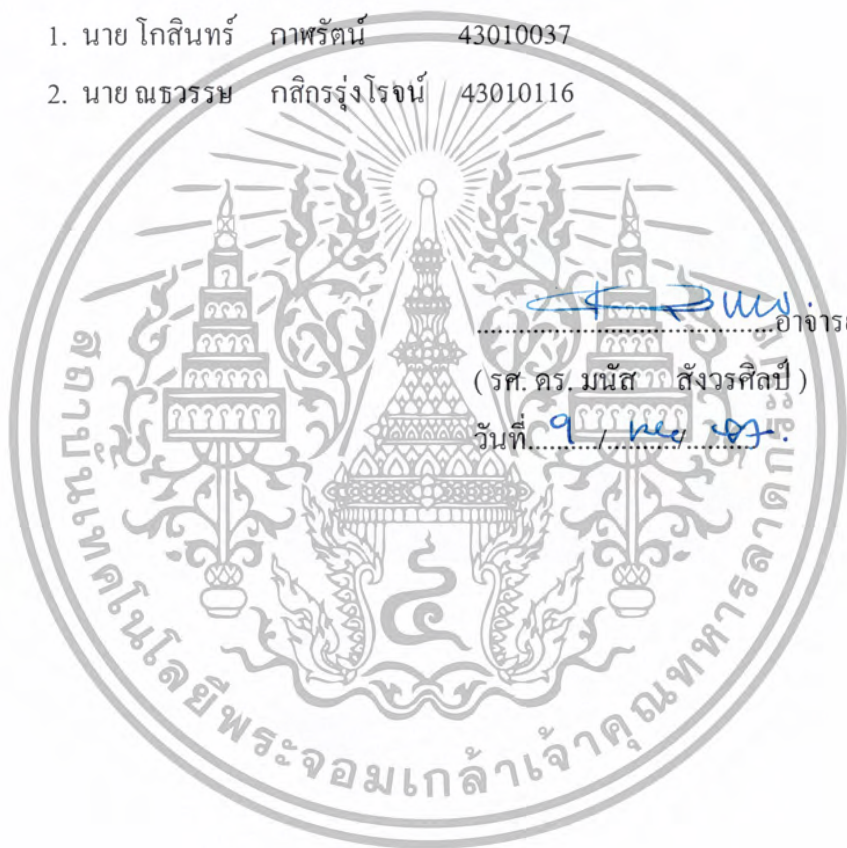 1. นาย โกสินทร์ กาฬรัตน์ 43010037
2. นาย ณธวรรษ กสิกรรุ่งโรจน์ 43010116
อาจารย
( รศ. ดร. มนัส สังวรศิลป์ )
วันที่ 9 / /
สถาบันเทคโนโลยีพระจอมเกล้าเจ้าคุณทหารลาดกระบัง
๔